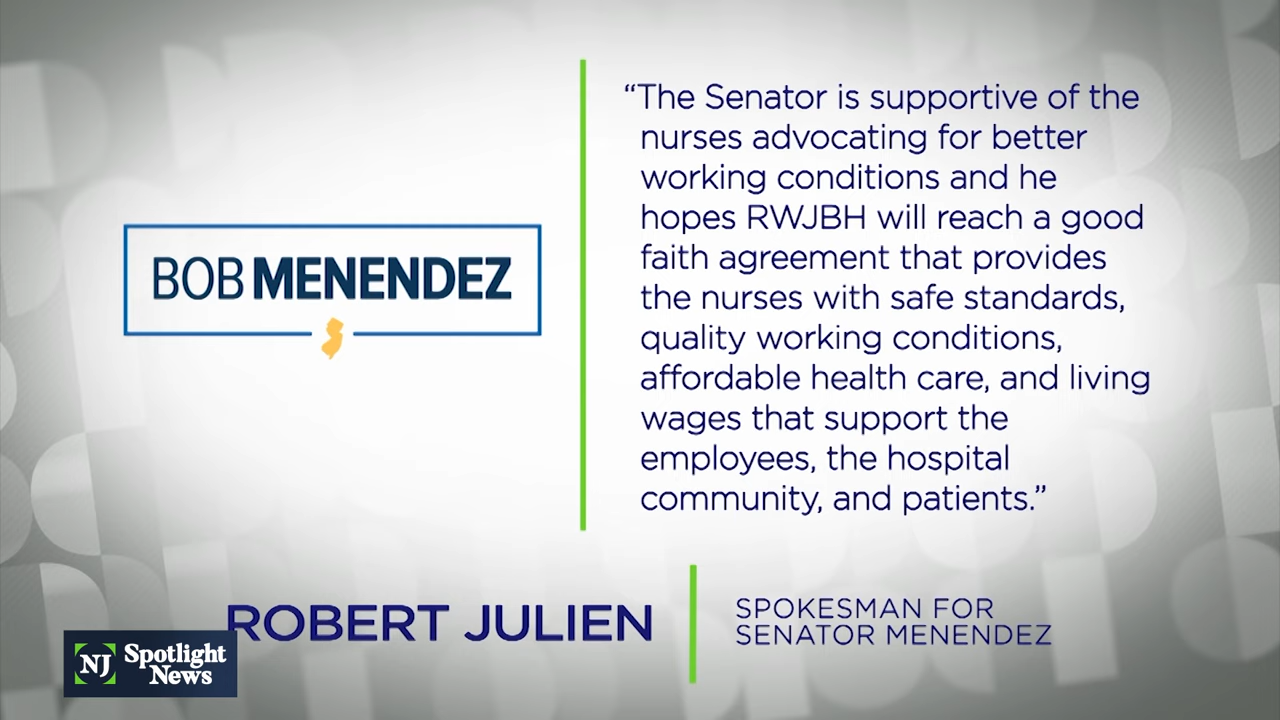 BOB MENENDEZ
“The Senator is supportive of the
nurses advocating for better
working conditions and he
hopes RWJBH will reach a good
faith agreement that provides
the nurses with safe standards,
quality working conditions,
affordable health care, and living
wages that support the
employees, the hospital
community, and patients.”
ROBERT JULIEN
SPOKESMAN FOR
SENATOR MENENDEZ
NJ Spotlight
News